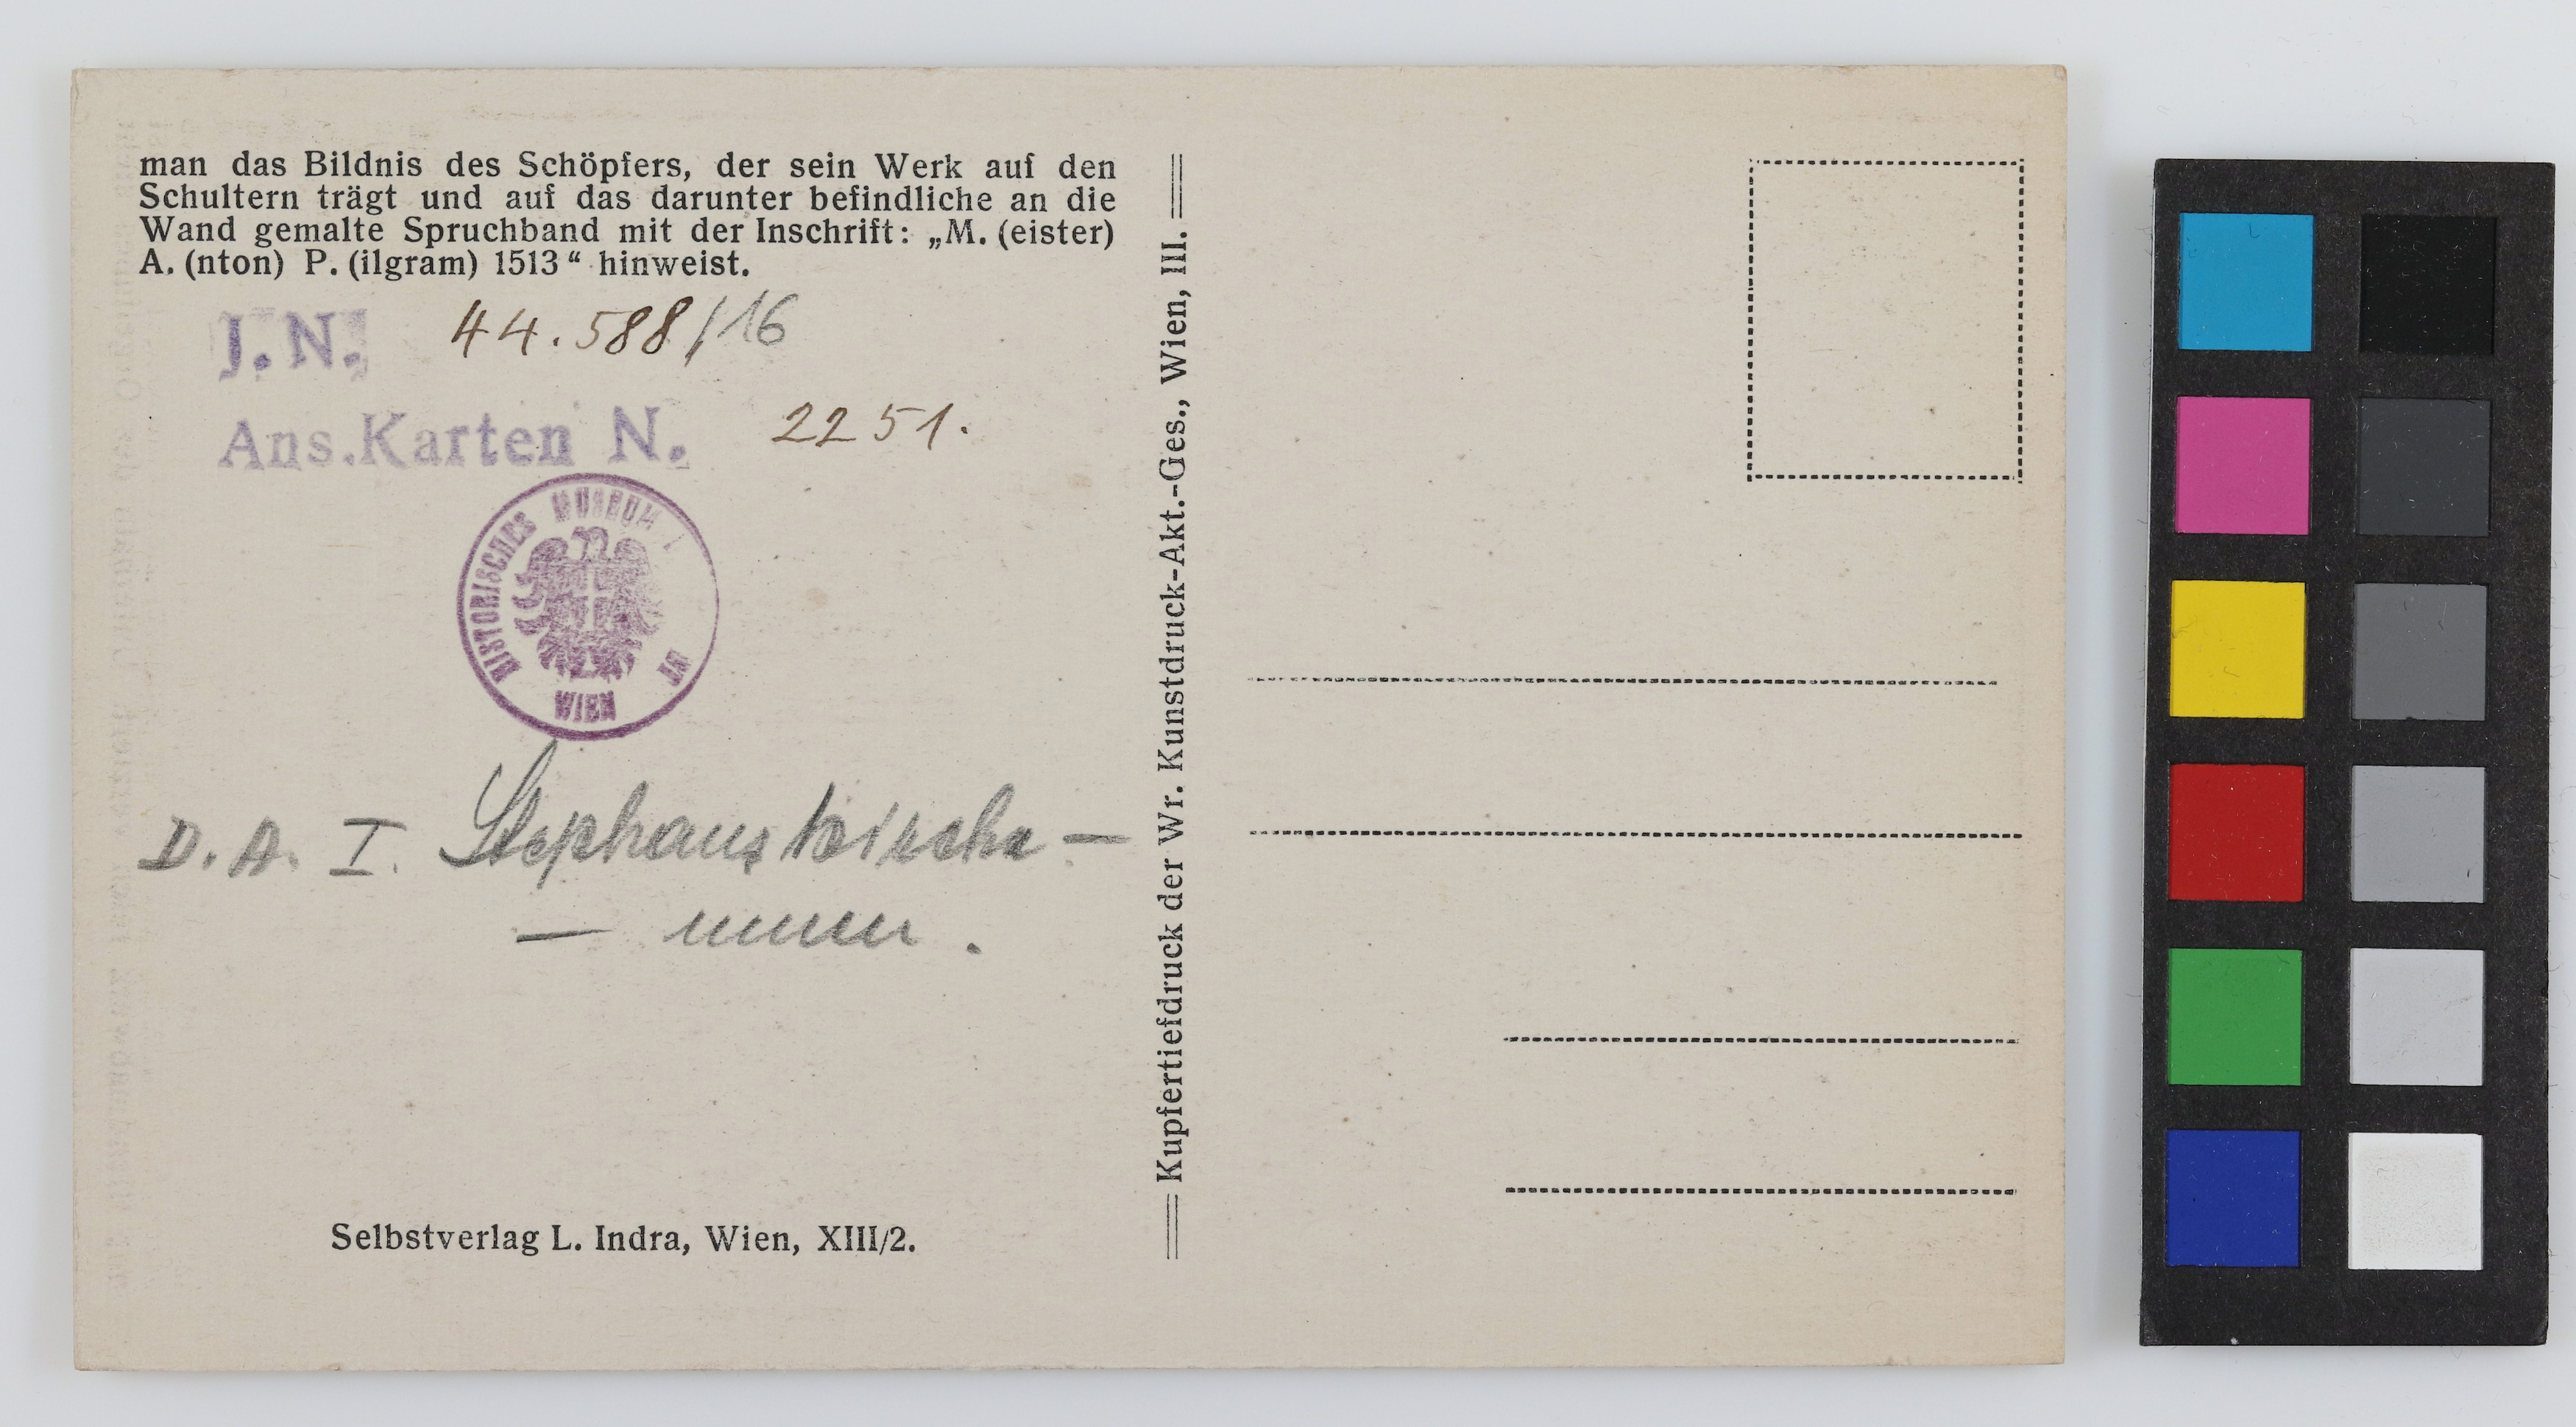 man das Bildnis des Schöpfers, der sein Werk auf den
Schultern trägt und auf das darunter befindliche an die
Wand gemalte Spruchband mit der Inschrift: „M. (eister)
A. (nton) P. (ilgram) 1513“ hinweist.
J. N. 44.588/16
Ans.Karten N. 2251.
HISTORISCHES MUSEUM
WIEN
D. A. I. Stephanskirche —
— innen.
Selbstverlag L. Indra, Wien, XIII/2.
Kupfertiefdruck der Wr. Kunstdruck-Akt.-Ges., Wien, III.